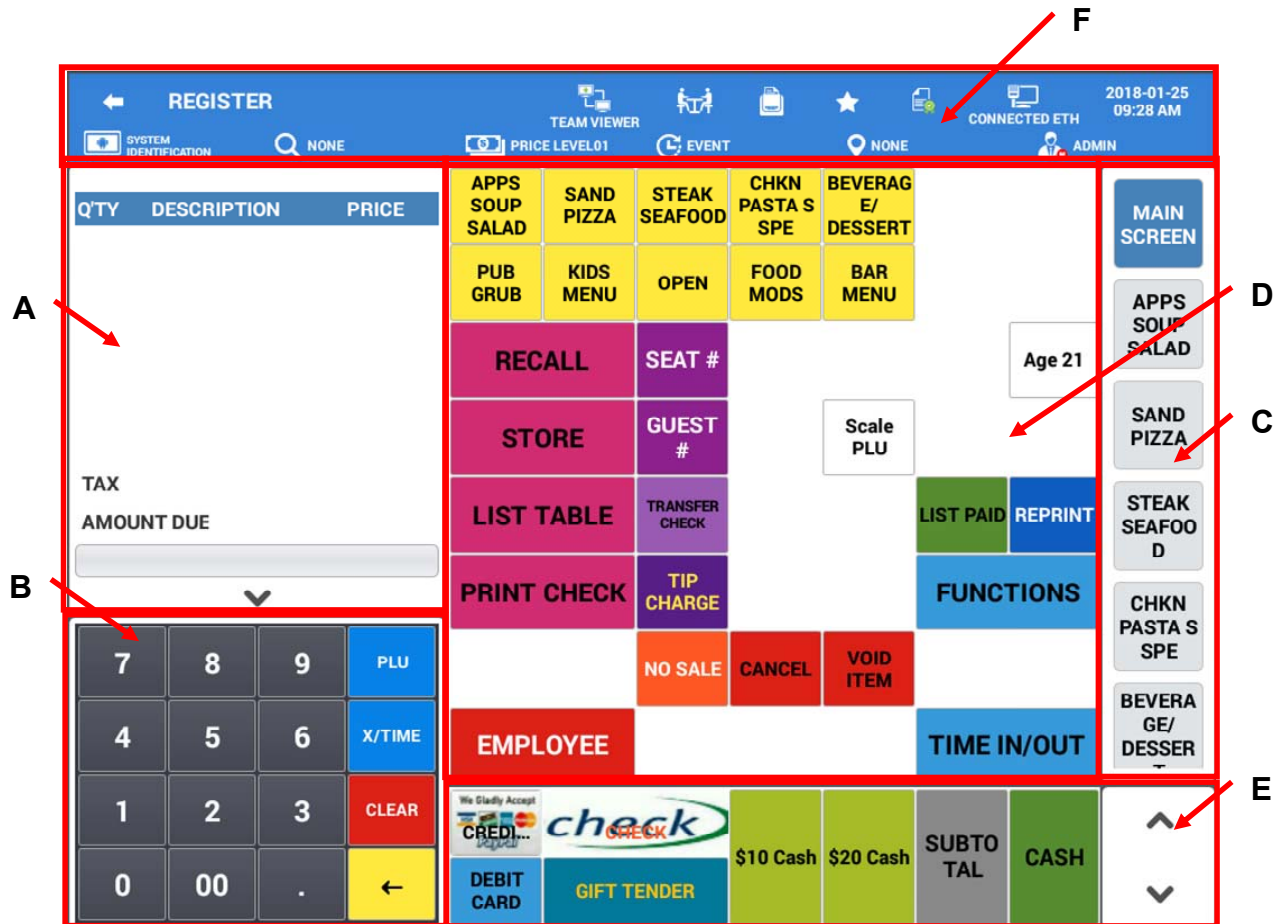 F
REGISTER
TEAM VIEWER
CONNECTED ETH
2018-01-25
09:28 AM
SYSTEM
IDENTIFICATION
NONE
PRICE LEVEL01
EVENT
NONE
ADMIN
Q'TY DESCRIPTION PRICE
TAX
AMOUNT DUE
A
B
7 8 9 PLU
4 5 6 X/TIME
1 2 3 CLEAR
0 00 . ←
APPS
SOUP
SALAD
SAND
PIZZA
STEAK
SEAFOOD
CHKN
PASTA S
SPE
BEVERAG
E/
DESSERT
PUB
GRUB
KIDS
MENU
OPEN
FOOD
MODS
BAR
MENU
RECALL
SEAT #
Age 21
STORE
GUEST
#
Scale
PLU
LIST TABLE
TRANSFER
CHECK
LIST PAID
REPRINT
PRINT CHECK
TIP
CHARGE
FUNCTIONS
NO SALE
CANCEL
VOID
ITEM
EMPLOYEE
TIME IN/OUT
MAIN
SCREEN
APPS
SOUP
SALAD
SAND
PIZZA
STEAK
SEAFOO
D
CHKN
PASTA S
SPE
BEVERA
GE/
DESSER
D
C
E
We Gladly Accept
CREDI...
check
CHECK
DEBIT
CARD
GIFT TENDER
$10 Cash
$20 Cash
SUBTO
TAL
CASH